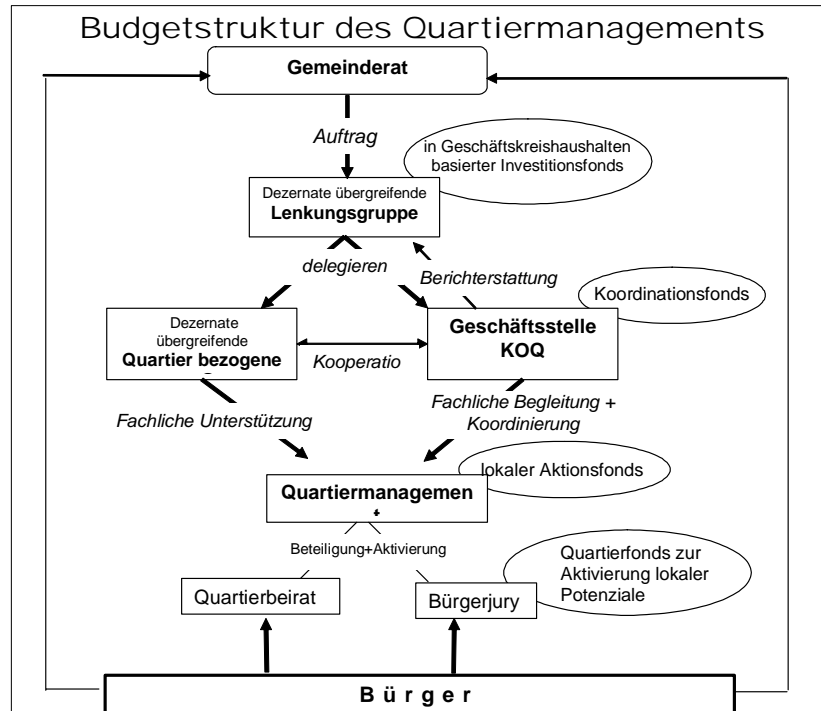 Budgetstruktur des Quartiermanagements
Gemeinderat
Auftrag
in Geschäftskreishaushalten
basierter Investitionsfonds
Dezernate übergreifende
Lenkungsgruppe
delegieren
Berichterstattung
Koordinationsfonds
Dezernate
übergreifende
Quartier bezogene
Geschäftsstelle
KOQ
Kooperatio
Fachliche Unterstützung
Fachliche Begleitung +
Koordinierung
lokaler Aktionsfonds
Quartiermanagemen
Beteiligung+Aktivierung
Quartierfonds zur
Aktivierung lokaler
Potenziale
Quartierbeirat
Bürgerjury
Bürger